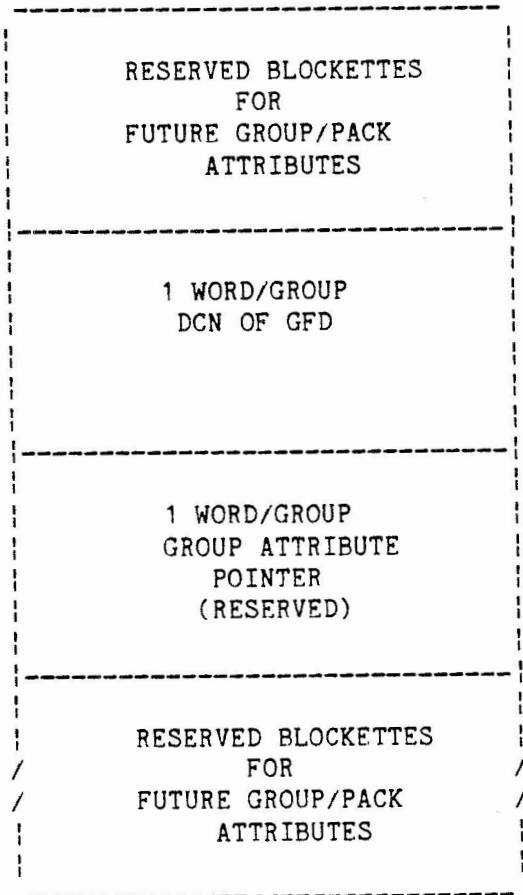 RESERVED BLOCKETTES
FOR
FUTURE GROUP/PACK
ATTRIBUTES
1 WORD/GROUP
DCN OF GFD
1 WORD/GROUP
GROUP ATTRIBUTE
POINTER
(RESERVED)
RESERVED BLOCKETTES
FOR
FUTURE GROUP/PACK
ATTRIBUTES